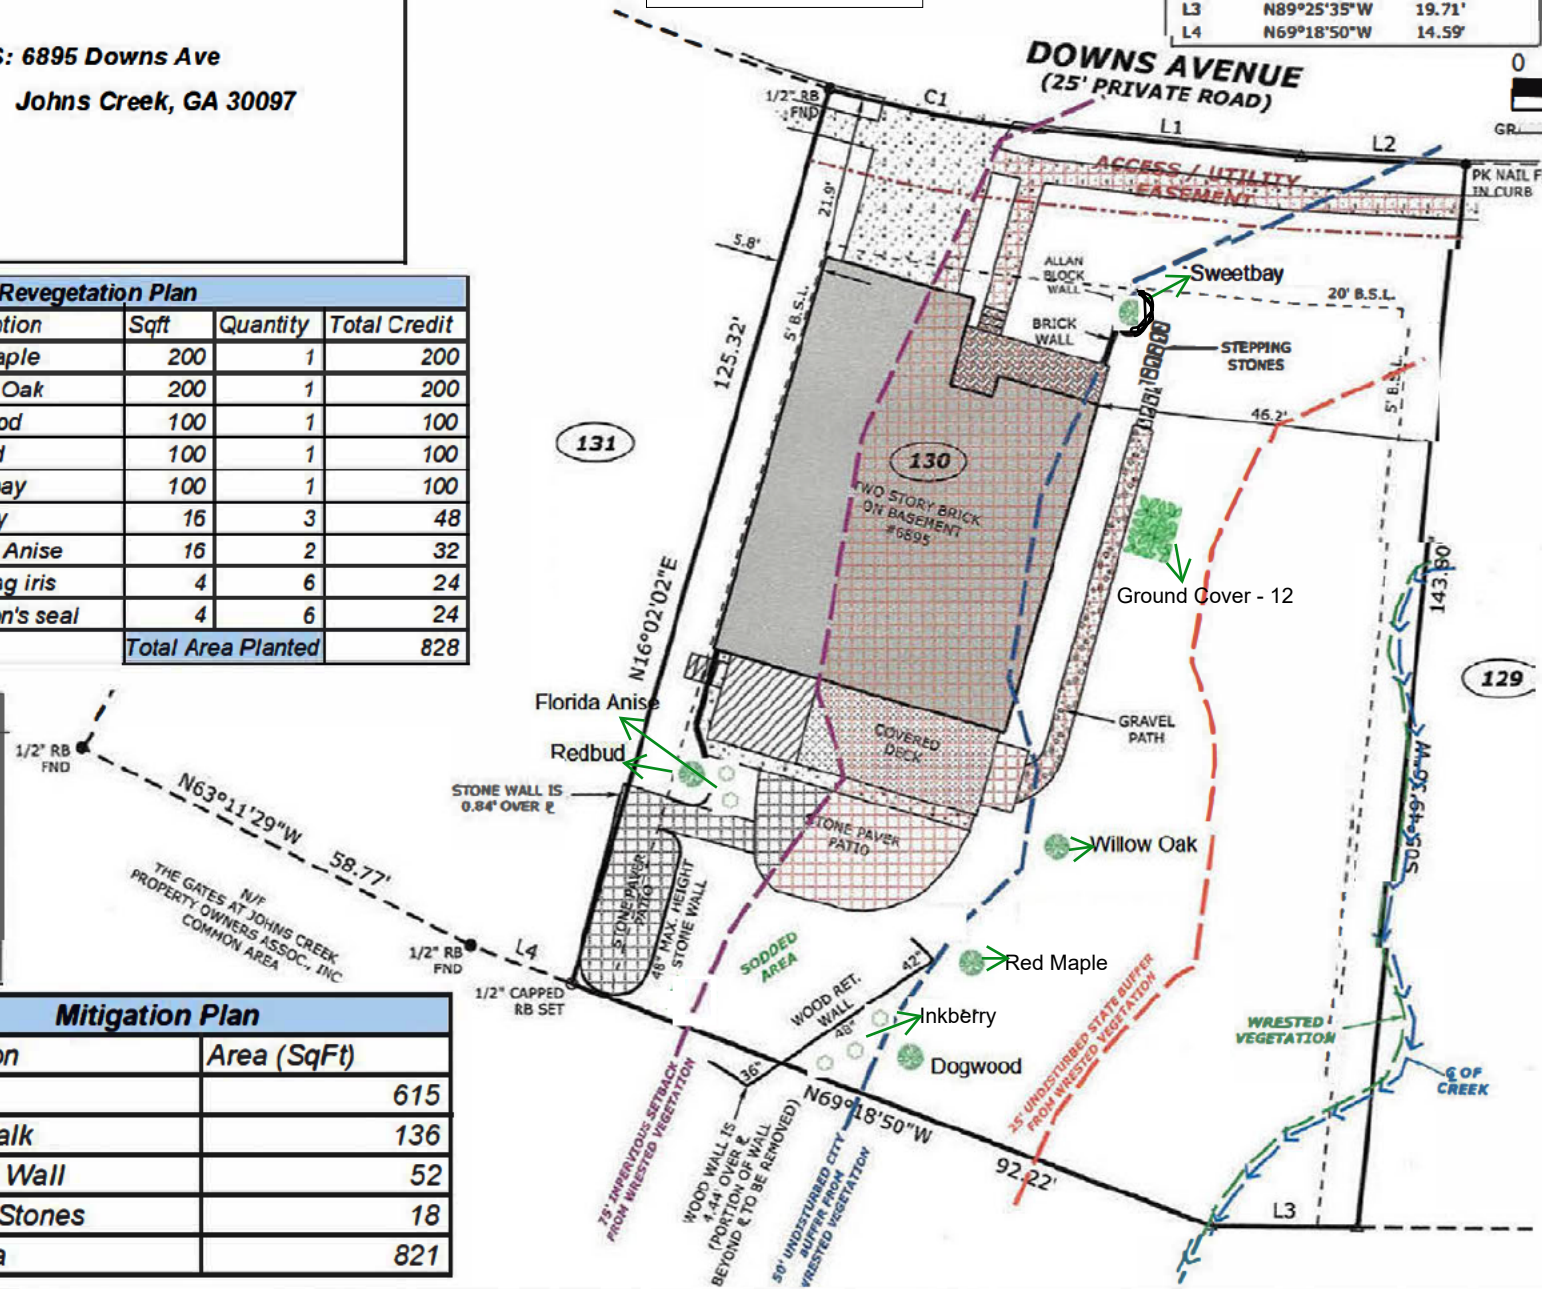 S: 6895 Downs Ave
Johns Creek, GA 30097
L3 N89°25'35"W 19.71'
L4 N69°18'50"W 14.59'
DOWNS AVENUE
(25' PRIVATE ROAD)
0
GR
1/2" RB
FND
C1
L1
L2
PK NAIL F
IN CURB
ACCESS / UTILITY
EASEMENT
21.9'
5.8'
5' B.S.L.
125.32'
N16°02'02"E
ALLAN
BLOCK
WALL
BRICK
WALL
Sweetbay
20' B.S.L.
STEPPING
STONES
5' B.S.L.
46.2'
131
130
129
TWO STORY BRICK
ON BASEMENT
#6895
Ground Cover - 12
143.80'
S05°49'36"W
Revegetation Plan
tion Sqft Quantity Total Credit
aple 200 1 200
Oak 200 1 200
od 100 1 100
d 100 1 100
ay 100 1 100
y 16 3 48
Anise 16 2 32
ng iris 4 6 24
n's seal 4 6 24
Total Area Planted 828
Florida Anise
Redbud
COVERED
DECK
GRAVEL
PATH
1/2" RB
FND
N63°11'29"W
58.77'
STONE WALL IS
0.84' OVER ℄
STONE PAVER
PATIO
STONE PAVER
PATIO
48" MAX. HEIGHT
STONE WALL
Willow Oak
N/F
THE GATES AT JOHNS CREEK
PROPERTY OWNERS ASSOC., INC
COMMON AREA
1/2" RB
FND
L4
1/2" CAPPED
RB SET
SODDED
AREA
WOOD RET.
WALL
42"
48"
36"
Red Maple
Inkberry
Dogwood
WRESTED
VEGETATION
℄ OF
CREEK
N69°18'50"W
92.22'
L3
75' IMPERVIOUS SETBACK
FROM WRESTED VEGETATION
WOOD WALL IS
4.44' OVER ℄
(PORTION OF WALL
BEYOND ℄ TO BE REMOVED)
50' UNDISTURBED CITY
BUFFER FROM
WRESTED VEGETATION
25' UNDISTURBED STATE BUFFER
FROM WRESTED VEGETATION
Mitigation Plan
on Area (SqFt)
615
alk 136
Wall 52
Stones 18
a 821